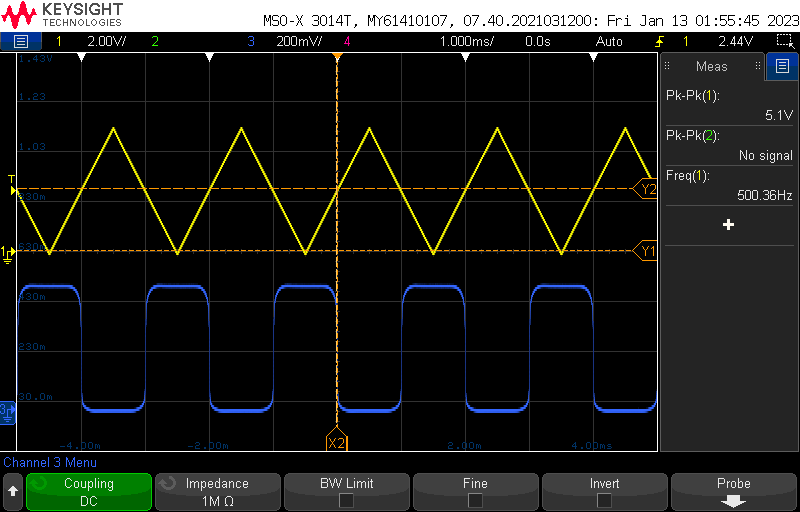 KEYSIGHT
TECHNOLOGIES
MSO-X 3014T, MY61410107, 07.40.2021031200: Fri Jan 13 01:55:45 2023
1 2.00V/ 2 3 200mV/ 4 1.000ms/ 0.0s Auto 1 2.44V
1.43V
1.23
1.03
830m
630m
430m
230m
30.0m
-4.00m -2.00m 2.00m 4.00ms
T
1
3
Y2
Y1
X2
Meas
Pk-Pk(1):
5.1V
Pk-Pk(2):
No signal
Freq(1):
500.36Hz
+
Channel 3 Menu
Coupling
DC
Impedance
1M Ω
BW Limit
Fine
Invert
Probe